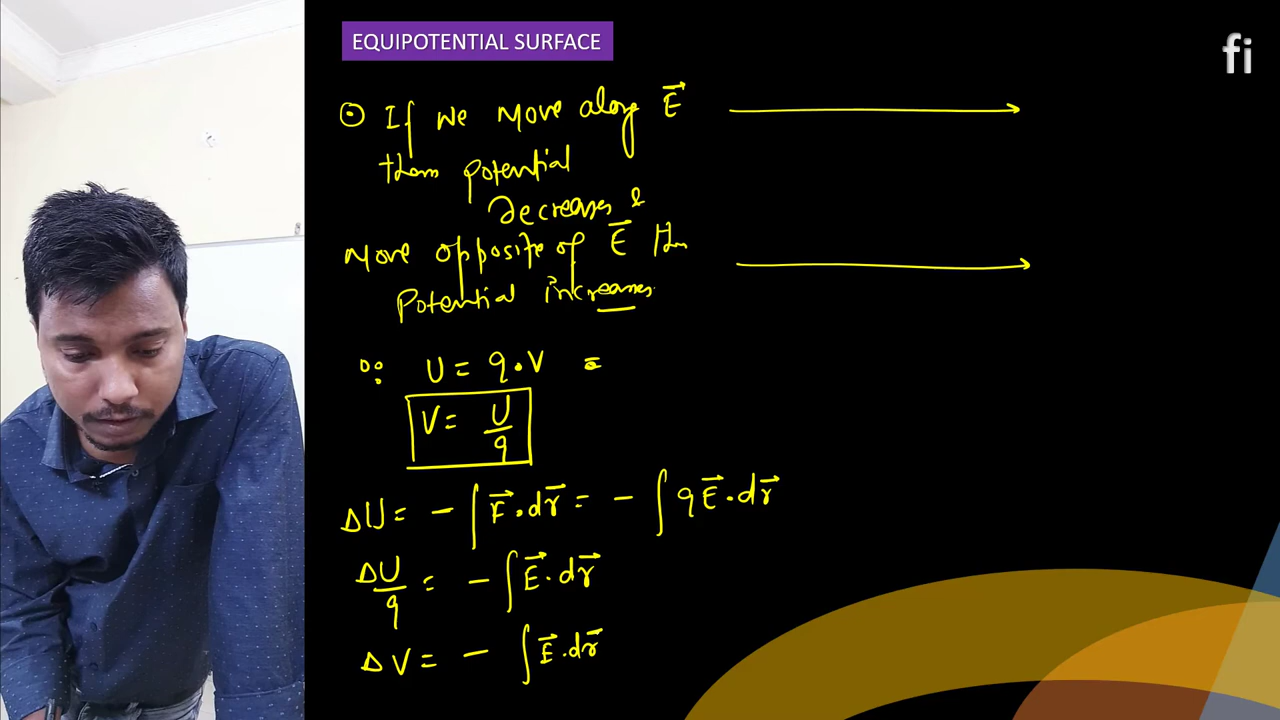 EQUIPOTENTIAL SURFACE
fi
⊙ If we move along E⃗
then potential
decreases &
move opposite of E⃗ then
potential increases.
∵ U = q·V =
V = U/q
ΔU = - ∫ F⃗·dr⃗ = - ∫ qE⃗·dr⃗
ΔU/q = - ∫ E⃗·dr⃗
ΔV = - ∫ E⃗·dr⃗